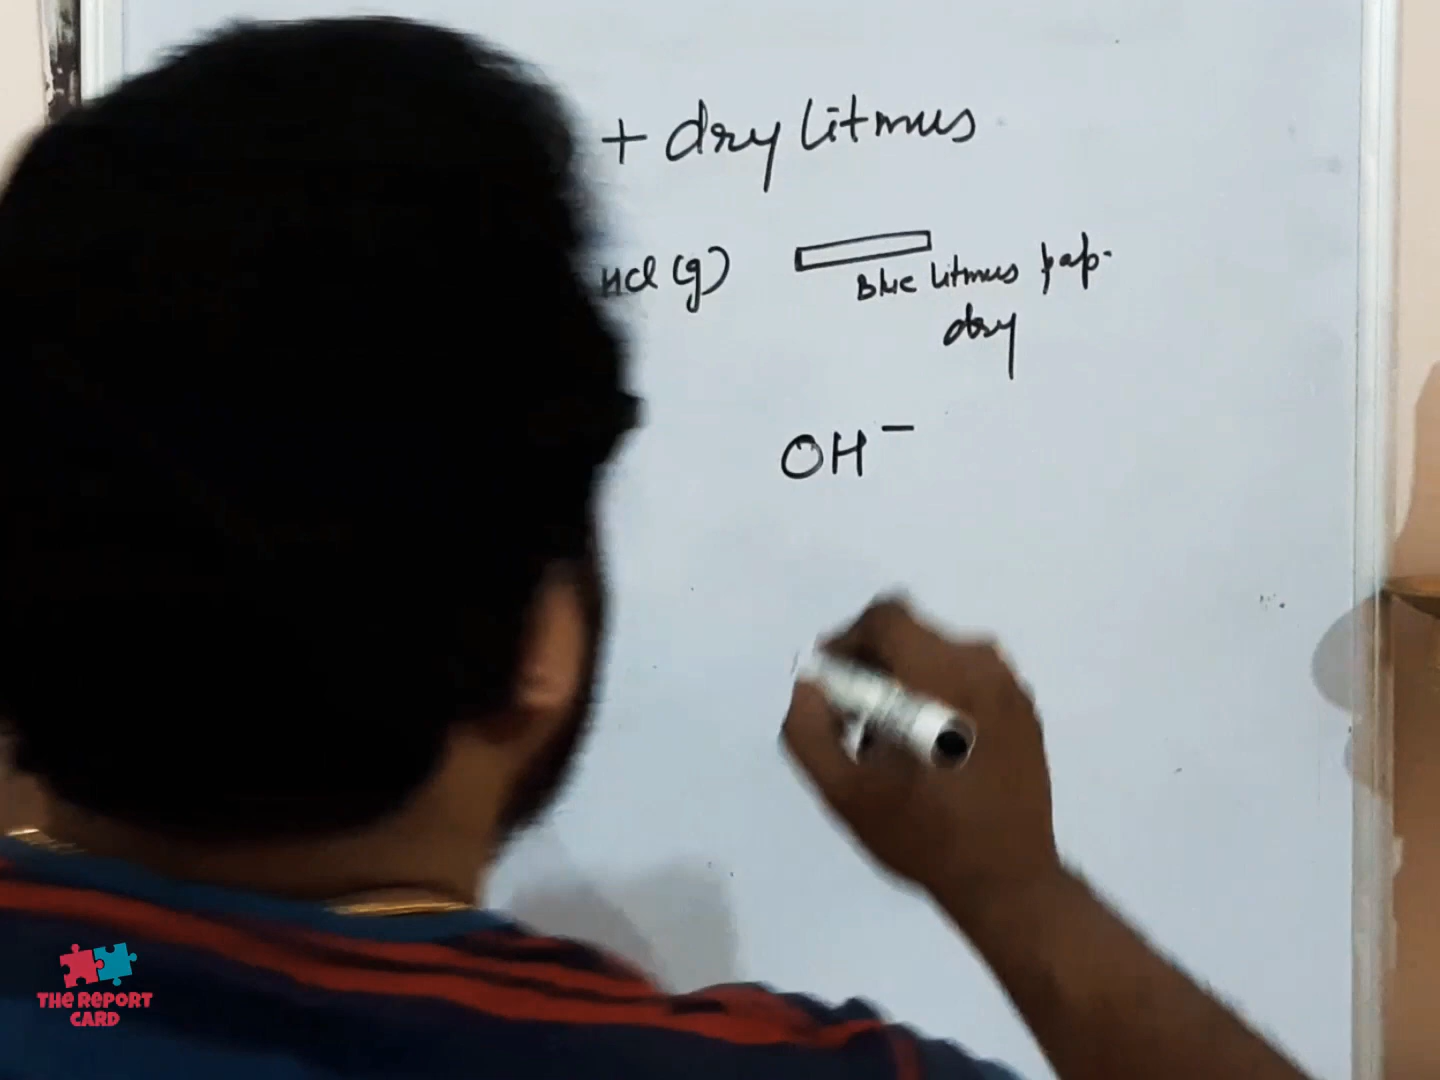 + dry litmus
HCl (g)
Blue litmus pap.
dry
OH⁻
THE REPORT
CARD